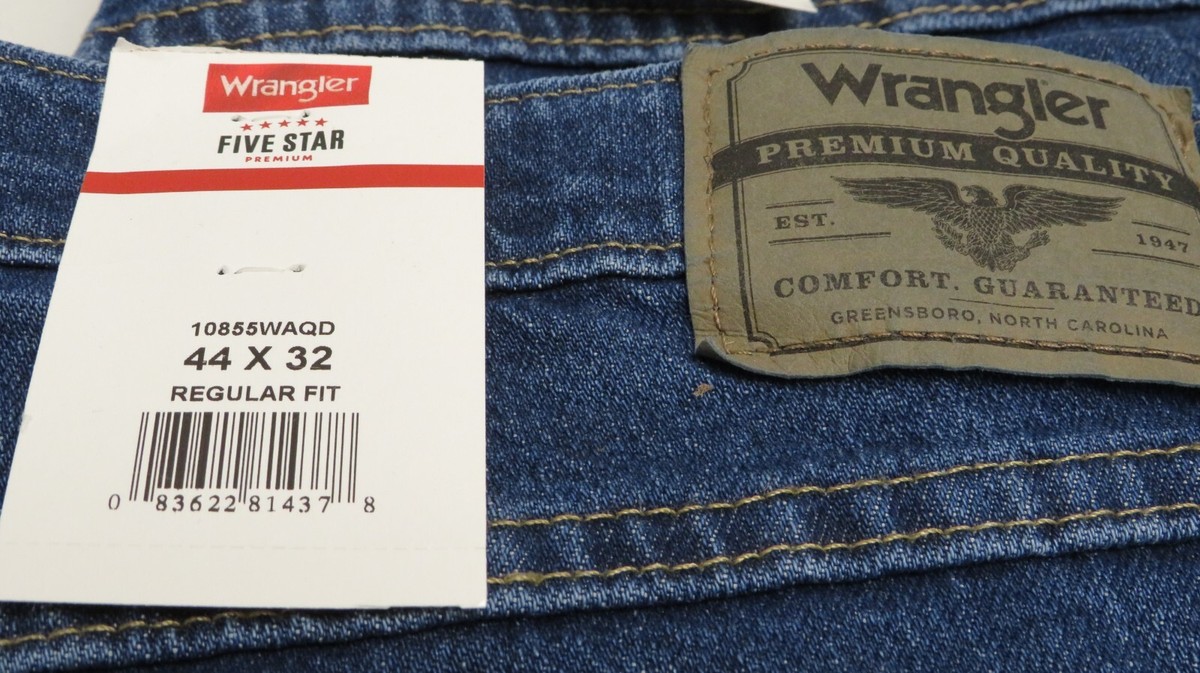 Wrangler
FIVE STAR
PREMIUM
10855WAQD
44 X 32
REGULAR FIT
0 83622 81437 8
Wrangler
PREMIUM QUALITY
EST. 1947
COMFORT. GUARANTEED
GREENSBORO, NORTH CAROLINA